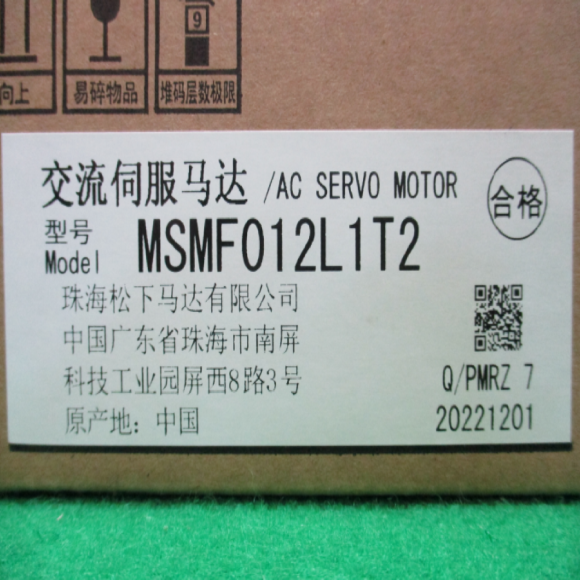 9
向上
易碎物品
堆码层数极限
交流伺服马达 /AC SERVO MOTOR
合格
型号
Model MSMF012L1T2
珠海松下马达有限公司
中国广东省珠海市南屏
科技工业园屏西8路3号
Q/PMRZ 7
原产地: 中国
20221201